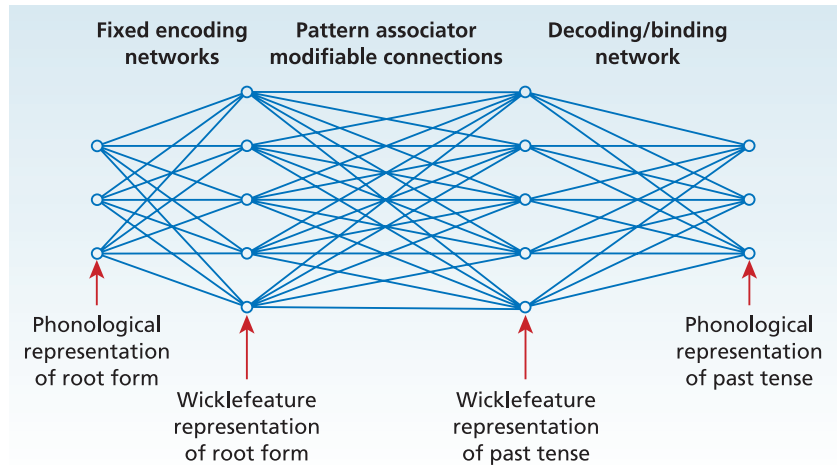 Fixed encoding
networks
Pattern associator
modifiable connections
Decoding/binding
network
Phonological
representation
of root form
Wicklefeature
representation
of root form
Wicklefeature
representation
of past tense
Phonological
representation
of past tense